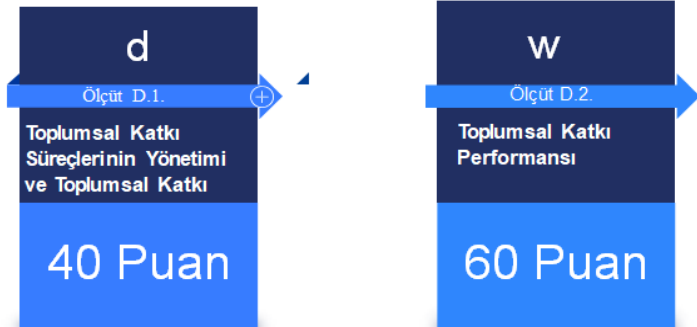 d
Ölçüt D.1.
Toplumsal Katkı
Süreçlerinin Yönetimi
ve Toplumsal Katkı
40 Puan
w
Ölçüt D.2.
Toplumsal Katkı
Performansı
60 Puan